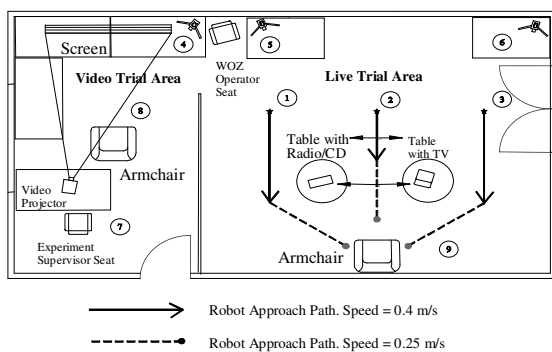 Screen
4
5
6
WOZ
Operator
Seat
Video Trial Area
Live Trial Area
8
1
2
3
Table with
Radio/CD
Table
with TV
Armchair
Video
Projector
7
Experiment
Supervisor Seat
Armchair
9
Robot Approach Path. Speed = 0.4 m/s
Robot Approach Path. Speed = 0.25 m/s